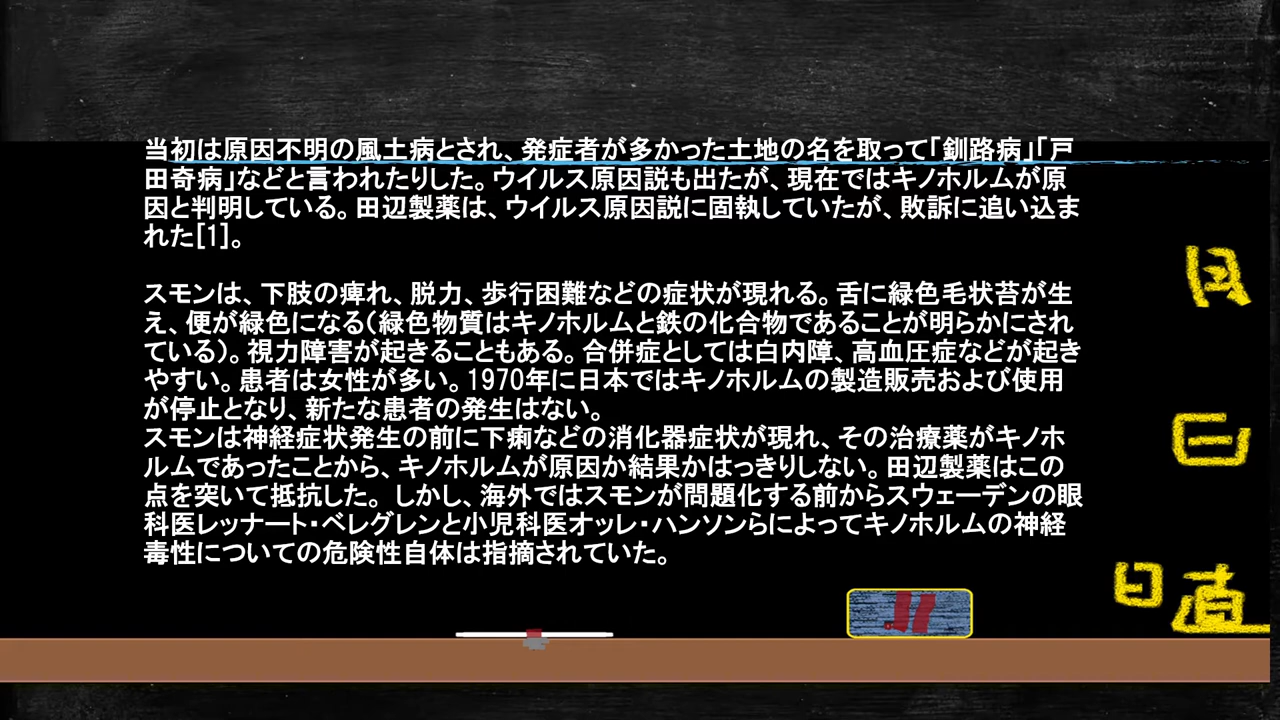 当初は原因不明の風土病とされ、発症者が多かった土地の名を取って「釧路病」「戸
田奇病」などと言われたりした。ウイルス原因説も出たが、現在ではキノホルムが原
因と判明している。田辺製薬は、ウイルス原因説に固執していたが、敗訴に追い込ま
れた[1]。
スモンは、下肢の痺れ、脱力、歩行困難などの症状が現れる。舌に緑色毛状苔が生
え、便が緑色になる(緑色物質はキノホルムと鉄の化合物であることが明らかにされ
ている)。視力障害が起きることもある。合併症としては白内障、高血圧症などが起き
やすい。患者は女性が多い。1970年に日本ではキノホルムの製造販売および使用
が停止となり、新たな患者の発生はない。
スモンは神経症状発生の前に下痢などの消化器症状が現れ、その治療薬がキノホ
ルムであったことから、キノホルムが原因か結果かはっきりしない。田辺製薬はこの
点を突いて抵抗した。しかし、海外ではスモンが問題化する前からスウェーデンの眼
科医レッナート・ベレグレンと小児科医オッレ・ハンソンらによってキノホルムの神経
毒性についての危険性自体は指摘されていた。
月
日
日直